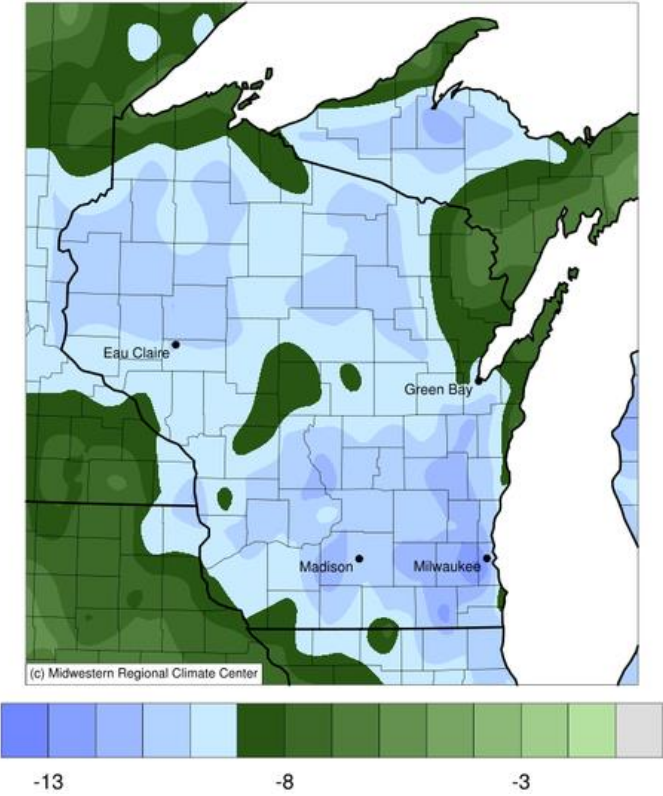 Eau Claire
Green Bay
Madison
Milwaukee
(c) Midwestern Regional Climate Center
-13
-8
-3